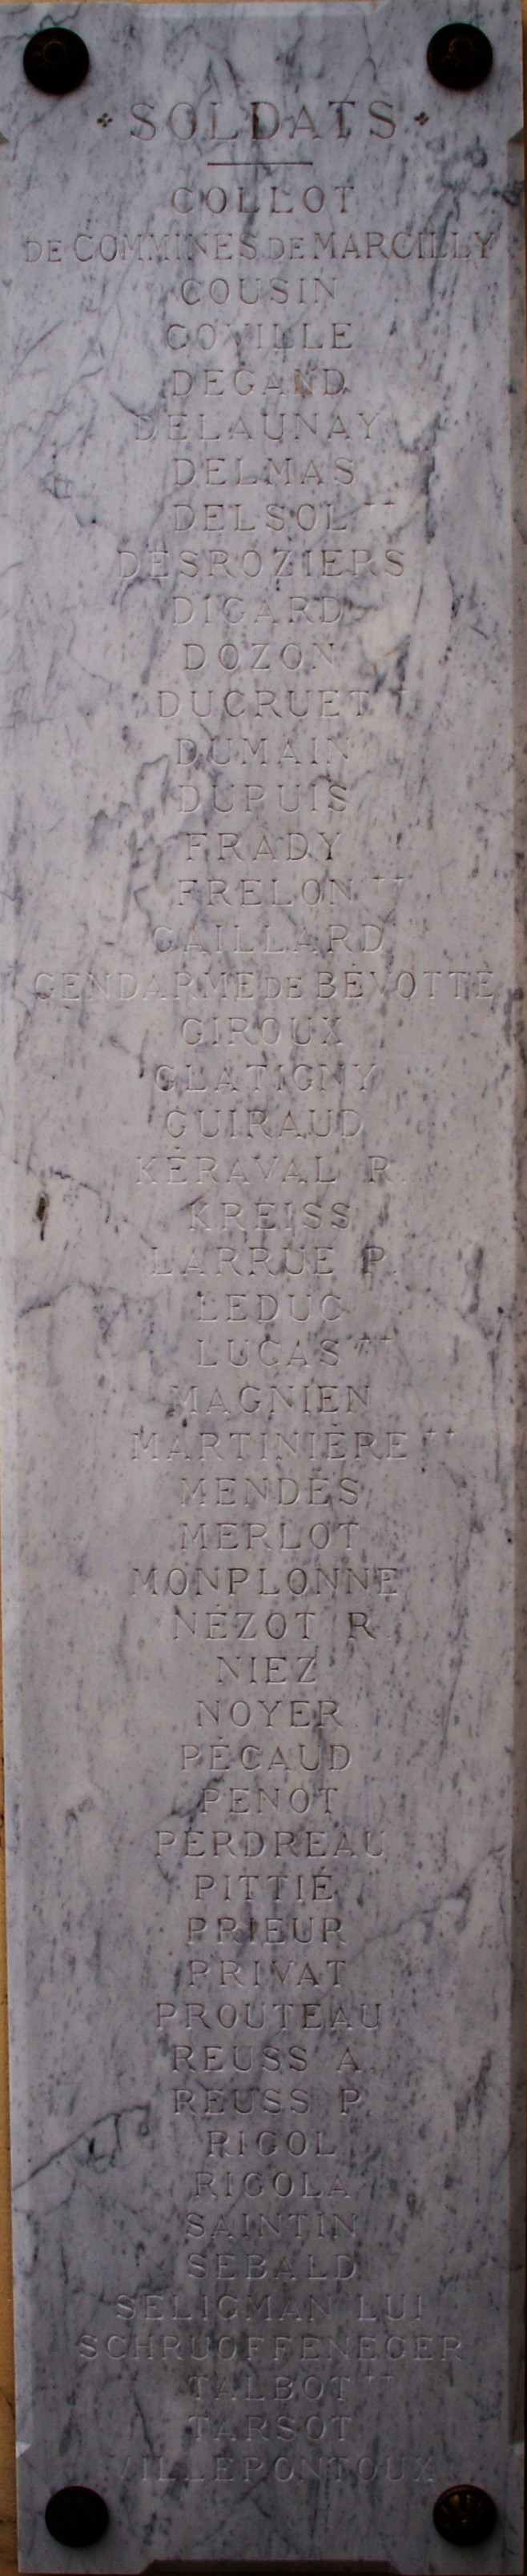 SOLDATS
COLLOT
DE COMMINES DE MARCILLY
COUSIN
COVILLE
DEGAND
DELAUNAY
DELMAS
DELSOL ++
DESROZIERS
DIGARD
DOZON
DUCRUET ++
DUMAIN
DUPUIS
FRADY
FRELON ++
GAILLARD
GENDARME DE BÉVOTTE
GIROUX
GLATIGNY
GUIRAUD
KÉRAVAL R.
KREISS
LARRUE P.
LEDUC
LUCAS ++
MAGNIEN
MARTINIÈRE ++
MENDÈS
MERLOT
MONPLONNE
NÉZOT R
NIEZ
NOYER
PÉCAUD
PENOT
PERDREAU
PITTIÉ
PRIEUR
PRIVAT
PROUTEAU
REUSS A.
REUSS P.
RIGOL
RIGOLA
SAINTIN
SEBALD
SELIGMAN LUI
SCHRUOFFENEGER
TALBOT ++
TARSOT
VILLEPONTOUX